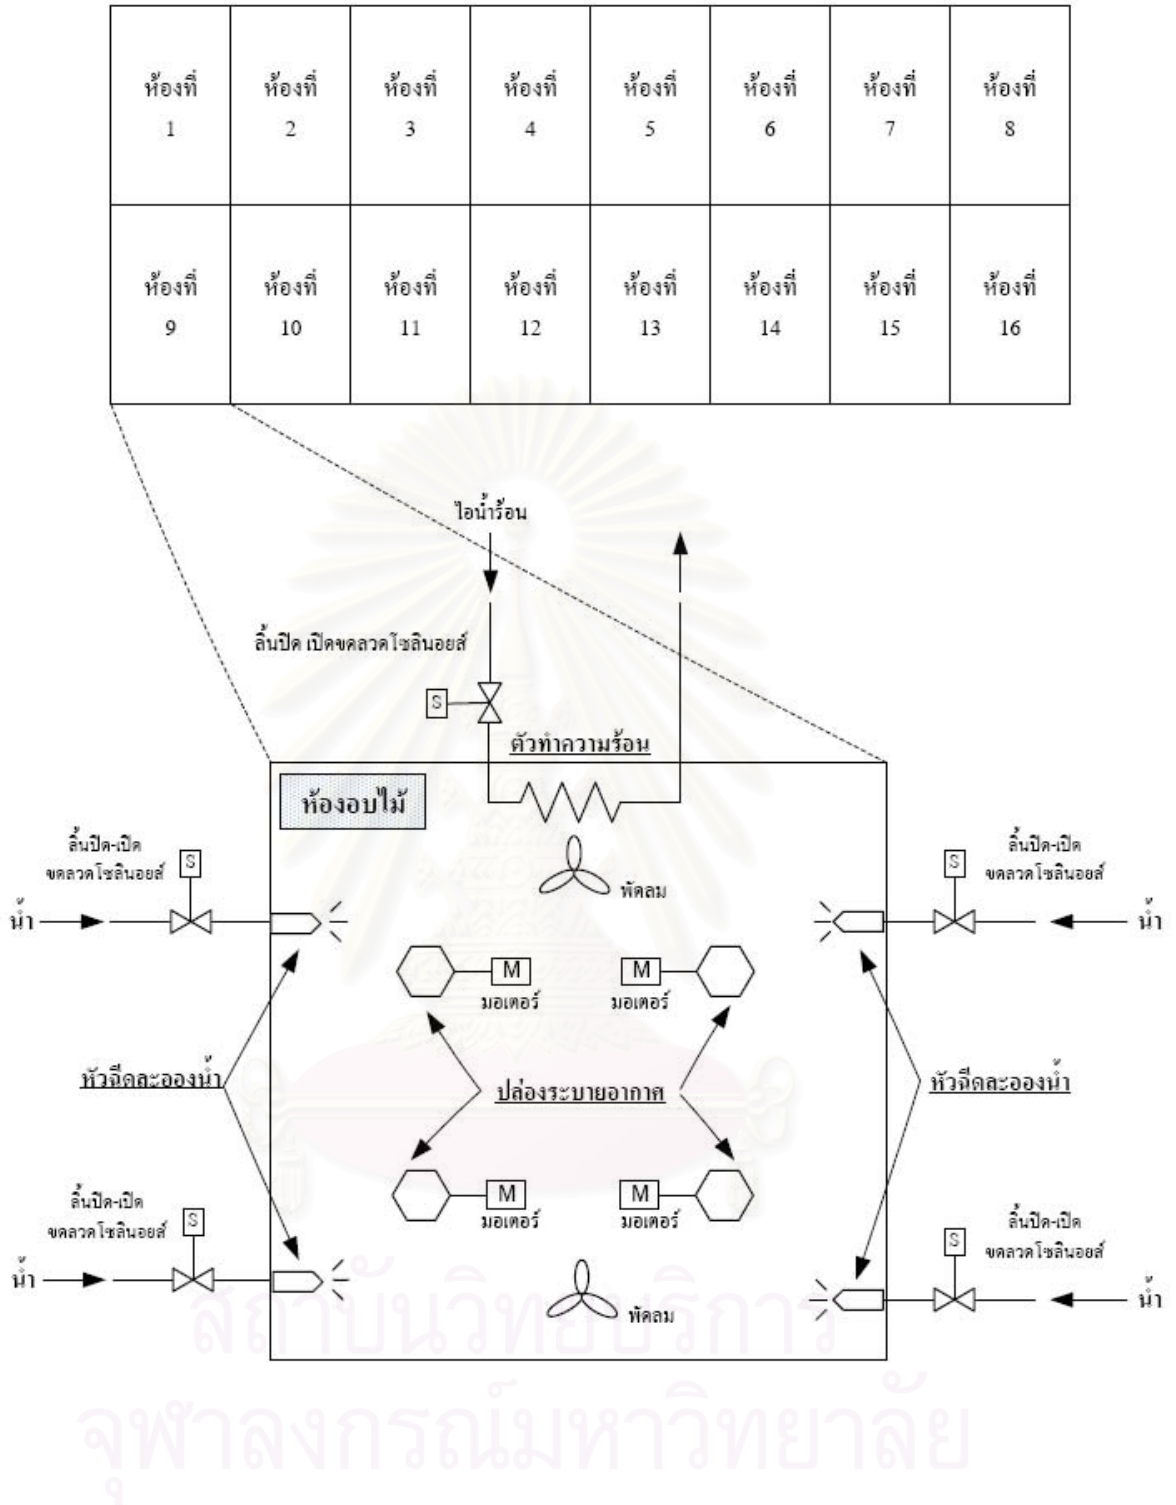 ห้องที่ ห้องที่ ห้องที่ ห้องที่ ห้องที่ ห้องที่ ห้องที่ ห้องที่
1 2 3 4 5 6 7 8
ห้องที่ ห้องที่ ห้องที่ ห้องที่ ห้องที่ ห้องที่ ห้องที่ ห้องที่
9 10 11 12 13 14 15 16
ไอน้ำร้อน
ลิ้นปิด เปิดขดลวดโซลินอยส์
S
ตัวทำความร้อน
ห้องอบไม้
ลิ้นปิด-เปิด
ขดลวดโซลินอยส์
S
น้ำ
พัดลม
S
ลิ้นปิด-เปิด
ขดลวดโซลินอยส์
น้ำ
M
มอเตอร์
M
มอเตอร์
หัวฉีดละอองน้ำ
ปล่องระบายอากาศ
หัวฉีดละอองน้ำ
ลิ้นปิด-เปิด
ขดลวดโซลินอยส์
S
น้ำ
M
มอเตอร์
M
มอเตอร์
พัดลม
S
ลิ้นปิด-เปิด
ขดลวดโซลินอยส์
น้ำ
สถาบันวิทยบริการ
จุฬาลงกรณ์มหาวิทยาลัย